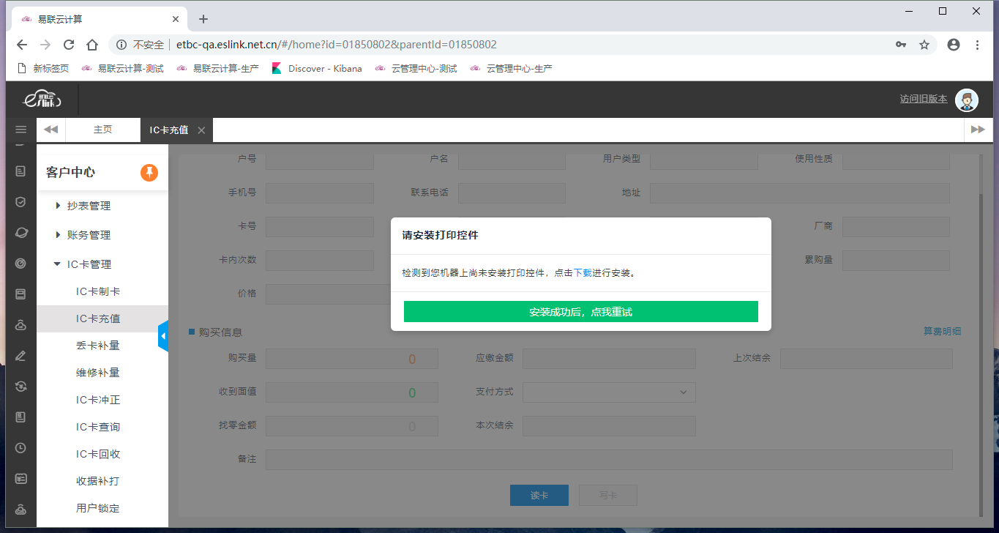 易联云计算
不安全 etbc-qa.eslink.net.cn/#/home?id=01850802&parentId=01850802
新标签页 易联云计算-测试 易联云计算-生产 Discover - Kibana 云管理中心-测试 云管理中心-生产
易联云 eslink 访问旧版本
主页 IC卡充值
客户中心
抄表管理
账务管理
IC卡管理
IC卡制卡
IC卡充值
丢卡补量
维修补量
IC卡冲正
IC卡查询
IC卡回收
收据补打
用户锁定
户号 户名 用户类型 使用性质
手机号 联系电话 地址
卡号 厂商
卡内次数 累购量
价格
请安装打印控件
检测到您机器上尚未安装打印控件，点击下载进行安装。
安装成功后，点我重试
购买信息 算费明细
购买量 0 应缴金额 上次结余
收到面值 0 支付方式
找零金额 0 本次结余
备注
读卡 写卡